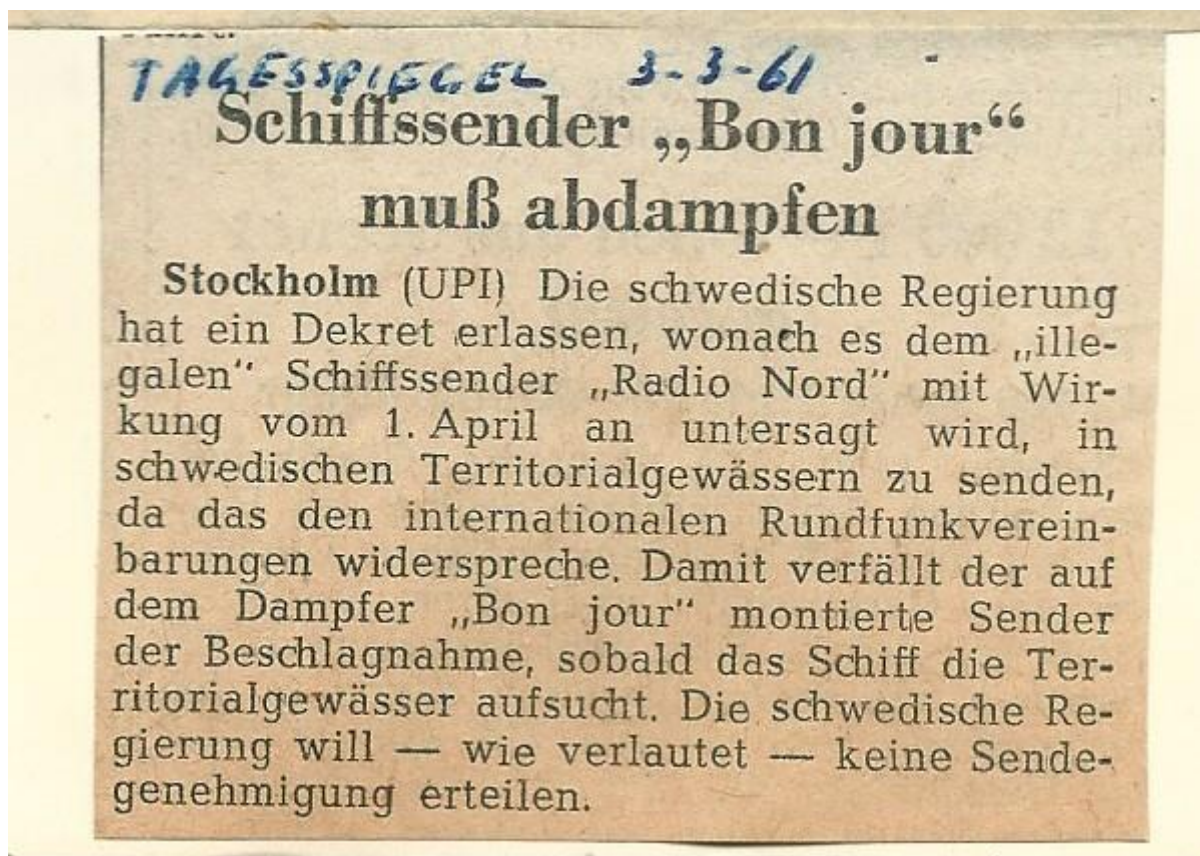 TAGESSPIEGEL 3-3-61
Schiffssender „Bon jour“
muß abdampfen
Stockholm (UPI) Die schwedische Regierung
hat ein Dekret erlassen, wonach es dem „ille-
galen“ Schiffssender „Radio Nord“ mit Wir-
kung vom 1. April an untersagt wird, in
schwedischen Territorialgewässern zu senden,
da das den internationalen Rundfunkverein-
barungen widerspreche. Damit verfällt der auf
dem Dampfer „Bon jour“ montierte Sender
der Beschlagnahme, sobald das Schiff die Ter-
ritorialgewässer aufsucht. Die schwedische Re-
gierung will — wie verlautet — keine Sende-
genehmigung erteilen.